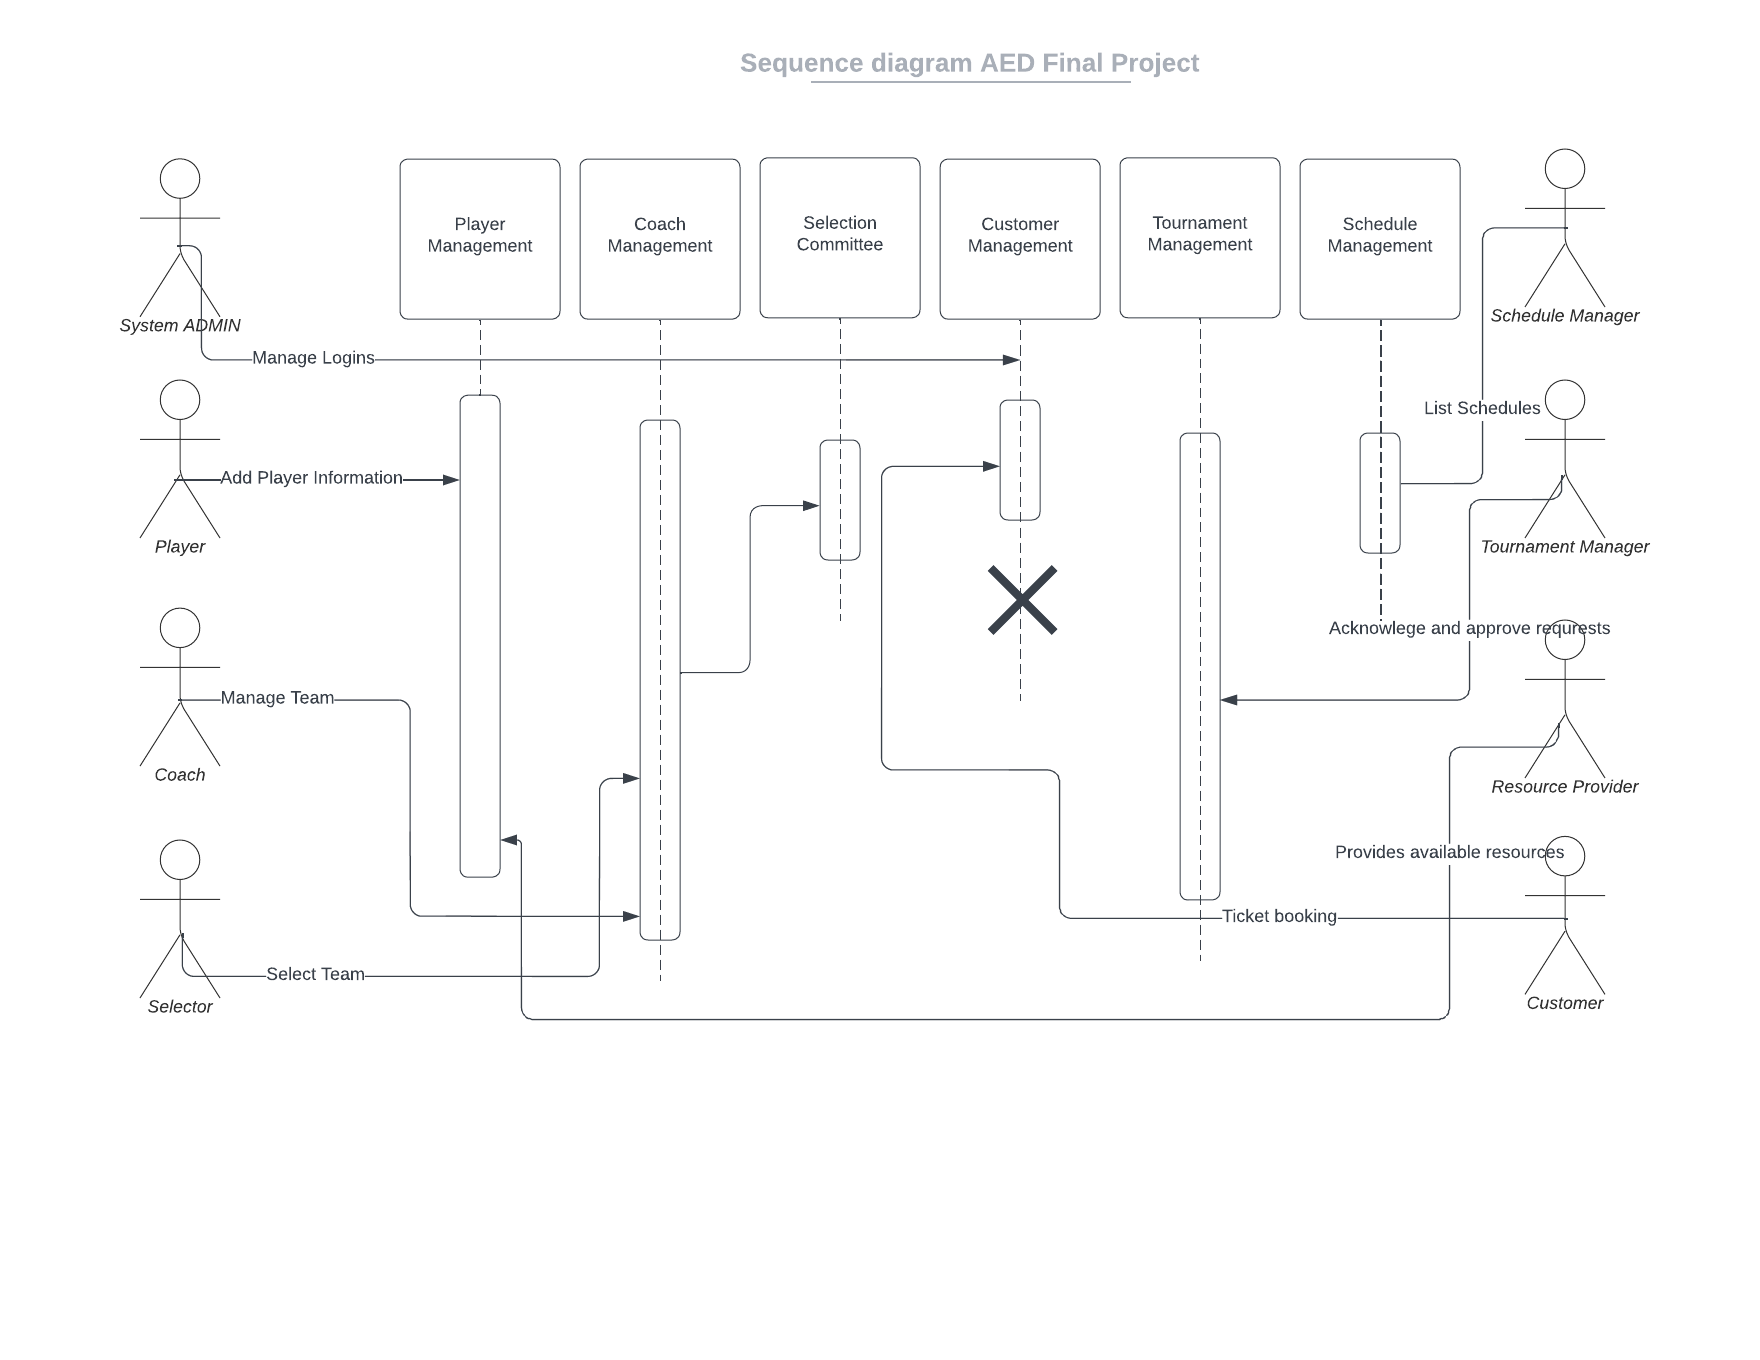 Sequence diagram AED Final Project
Player
Management
Coach
Management
Selection
Committee
Customer
Management
Tournament
Management
Schedule
Management
System ADMIN
Schedule Manager
Manage Logins
List Schedules
Add Player Information
Player
Tournament Manager
Acknowlege and approve requrests
Manage Team
Coach
Resource Provider
Provides available resources
Ticket booking
Select Team
Selector
Customer